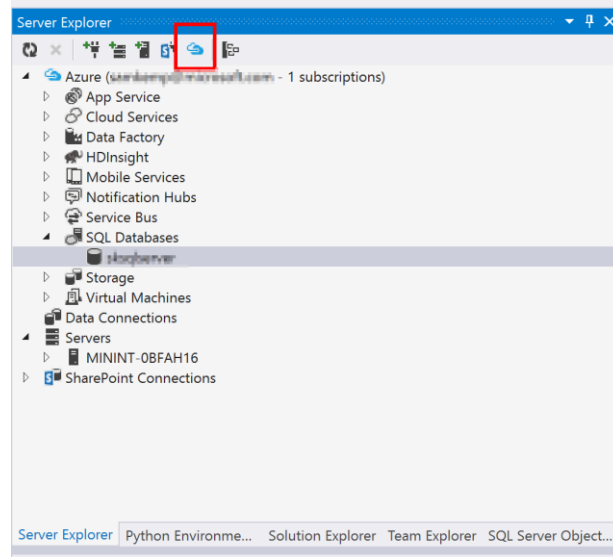 Server Explorer
Azure ( - 1 subscriptions)
App Service
Cloud Services
Data Factory
HDInsight
Mobile Services
Notification Hubs
Service Bus
SQL Databases
Storage
Virtual Machines
Data Connections
Servers
MININT-0BFAH16
SharePoint Connections
Server Explorer Python Environme... Solution Explorer Team Explorer SQL Server Object...